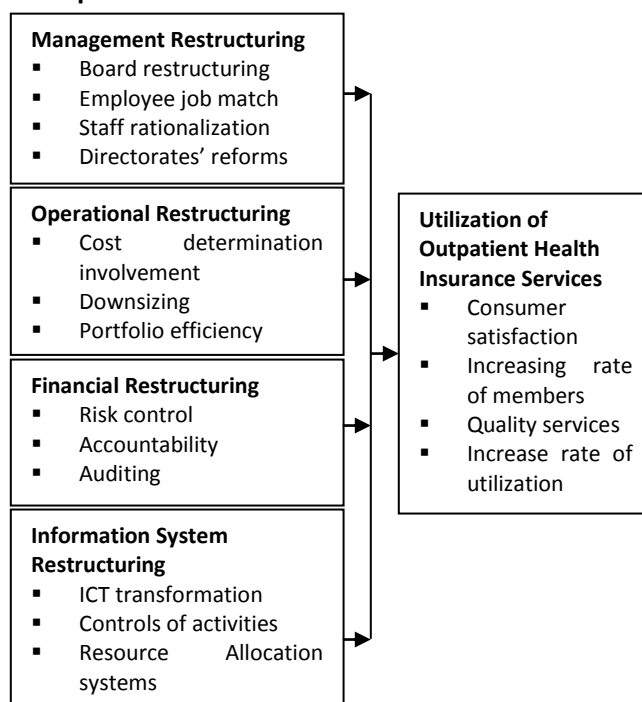 Management Restructuring
▪ Board restructuring
▪ Employee job match
▪ Staff rationalization
▪ Directorates' reforms
Operational Restructuring
▪ Cost determination
involvement
▪ Downsizing
▪ Portfolio efficiency
Financial Restructuring
▪ Risk control
▪ Accountability
▪ Auditing
Information System
Restructuring
▪ ICT transformation
▪ Controls of activities
▪ Resource Allocation
systems
Utilization of
Outpatient Health
Insurance Services
▪ Consumer
satisfaction
▪ Increasing rate
of members
▪ Quality services
▪ Increase rate of
utilization